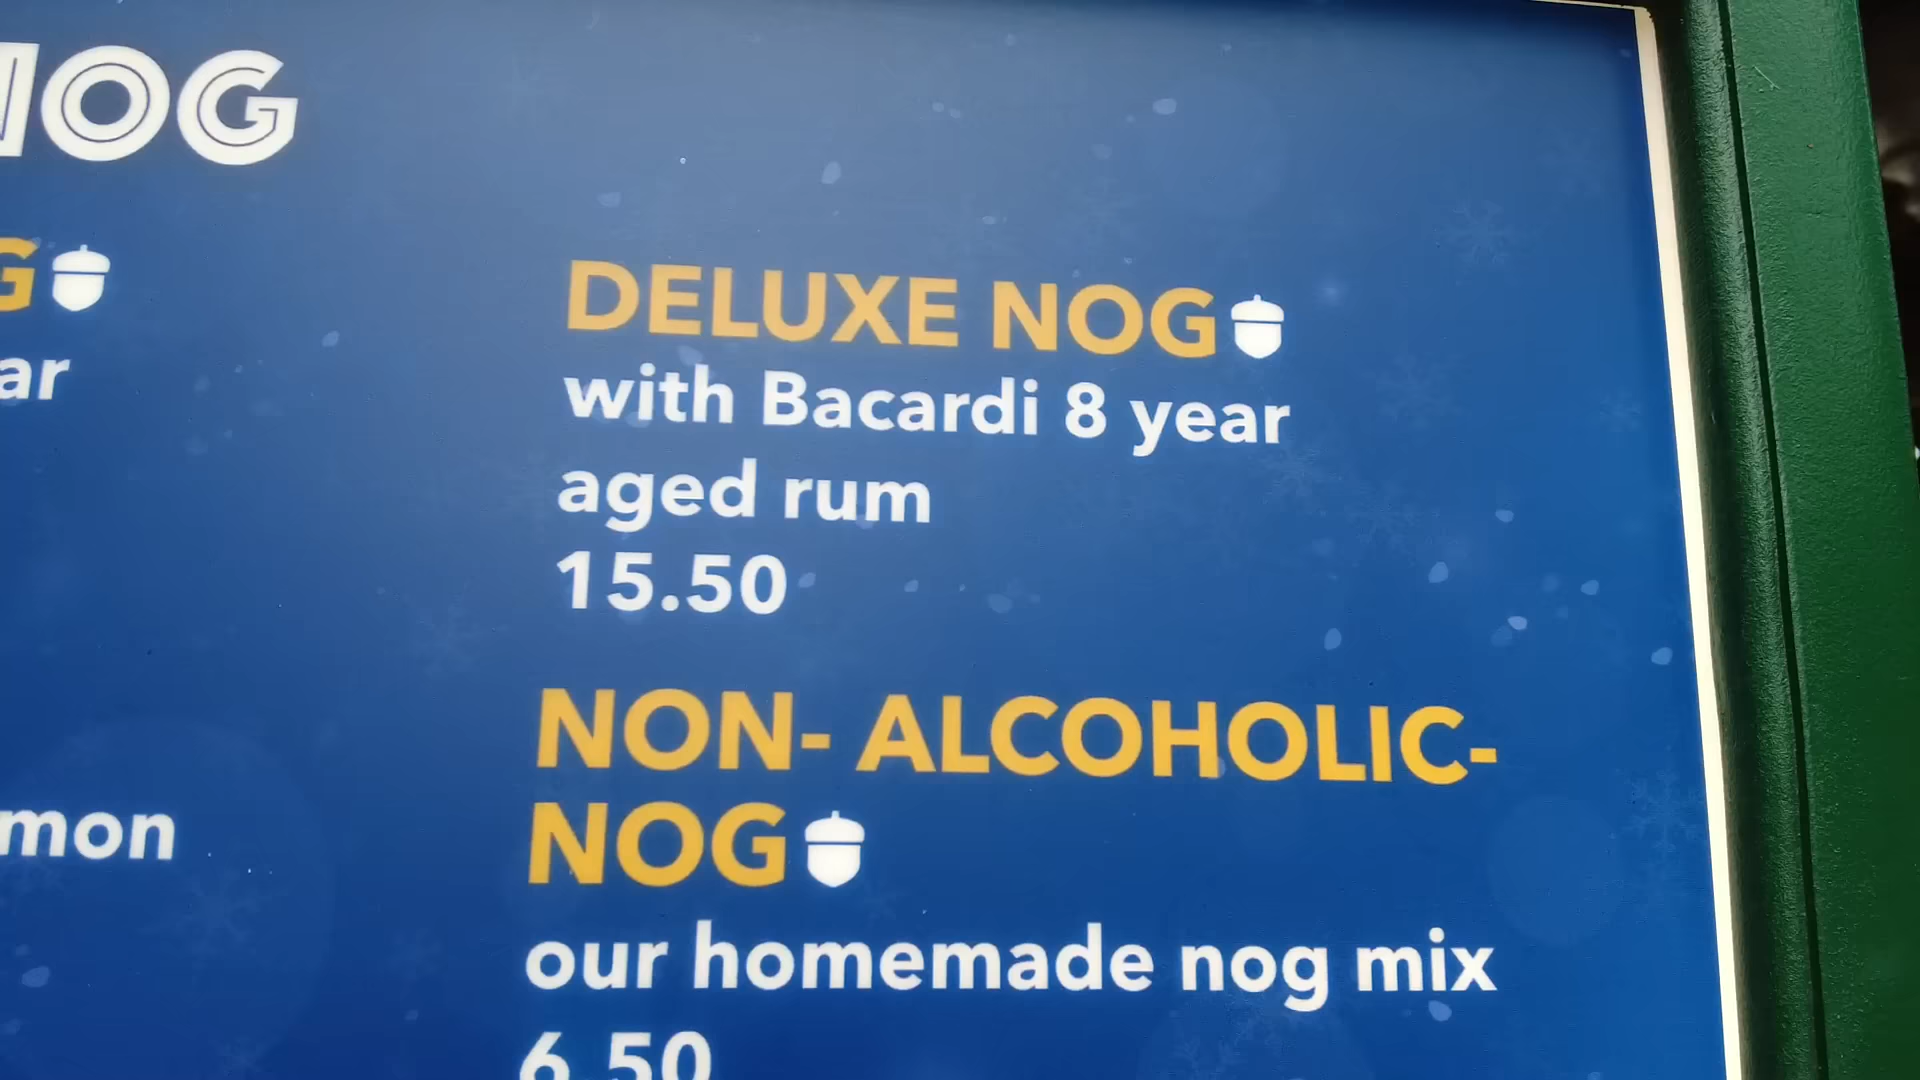 NOG
G
ar
DELUXE NOG
with Bacardi 8 year
aged rum
15.50
mon
NON- ALCOHOLIC-
NOG
our homemade nog mix
6.50